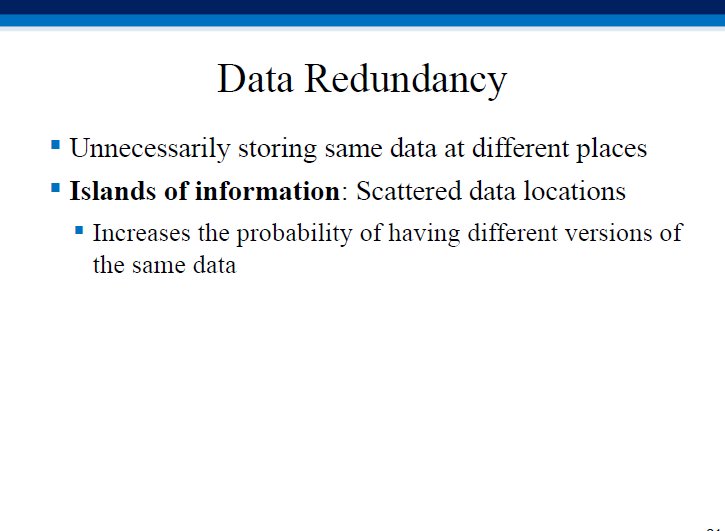 Data Redundancy
▪ Unnecessarily storing same data at different places
▪ Islands of information: Scattered data locations
▪ Increases the probability of having different versions of
the same data